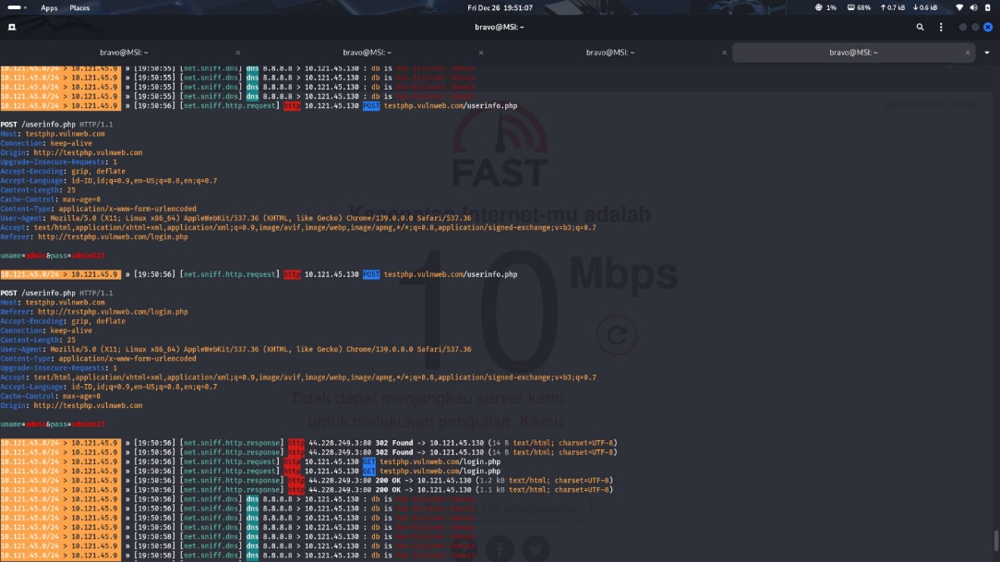 Apps Places
Fri Dec 26 19:51:07
1% 68% ↑ 0.7 kB ↓ 0.6 kB
bravo@MSI: ~
bravo@MSI: ~ × bravo@MSI: ~ × bravo@MSI: ~ × bravo@MSI: ~ ×
10.121.45.0/24 > 10.121.45.9 » [19:50:55] [net.sniff.dns] dns 8.8.8.8 > 10.121.45.130 : db is Non-Existent Domain
10.121.45.0/24 > 10.121.45.9 » [19:50:55] [net.sniff.dns] dns 8.8.8.8 > 10.121.45.130 : db is Non-Existent Domain
10.121.45.0/24 > 10.121.45.9 » [19:50:55] [net.sniff.dns] dns 8.8.8.8 > 10.121.45.130 : db is Non-Existent Domain
10.121.45.0/24 > 10.121.45.9 » [19:50:55] [net.sniff.dns] dns 8.8.8.8 > 10.121.45.130 : db is Non-Existent Domain
10.121.45.0/24 > 10.121.45.9 » [19:50:56] [net.sniff.http.request] http 10.121.45.130 POST testphp.vulnweb.com/userinfo.php
POST /userinfo.php HTTP/1.1
Host: testphp.vulnweb.com
Connection: keep-alive
Origin: http://testphp.vulnweb.com
Upgrade-Insecure-Requests: 1
Accept-Encoding: gzip, deflate
Accept-Language: id-ID,id;q=0.9,en-US;q=0.8,en;q=0.7
Content-Length: 25
Cache-Control: max-age=0
Content-Type: application/x-www-form-urlencoded
User-Agent: Mozilla/5.0 (X11; Linux x86_64) AppleWebKit/537.36 (KHTML, like Gecko) Chrome/139.0.0.0 Safari/537.36
Accept: text/html,application/xhtml+xml,application/xml;q=0.9,image/avif,image/webp,image/apng,*/*;q=0.8,application/signed-exchange;v=b3;q=0.7
Referer: http://testphp.vulnweb.com/login.php
uname=admin&pass=admin123
10.121.45.0/24 > 10.121.45.9 » [19:50:56] [net.sniff.http.request] http 10.121.45.130 POST testphp.vulnweb.com/userinfo.php
POST /userinfo.php HTTP/1.1
Host: testphp.vulnweb.com
Referer: http://testphp.vulnweb.com/login.php
Accept-Encoding: gzip, deflate
Connection: keep-alive
Content-Length: 25
User-Agent: Mozilla/5.0 (X11; Linux x86_64) AppleWebKit/537.36 (KHTML, like Gecko) Chrome/139.0.0.0 Safari/537.36
Content-Type: application/x-www-form-urlencoded
Upgrade-Insecure-Requests: 1
Accept: text/html,application/xhtml+xml,application/xml;q=0.9,image/avif,image/webp,image/apng,*/*;q=0.8,application/signed-exchange;v=b3;q=0.7
Accept-Language: id-ID,id;q=0.9,en-US;q=0.8,en;q=0.7
Cache-Control: max-age=0
Origin: http://testphp.vulnweb.com
uname=admin&pass=admin123
10.121.45.0/24 > 10.121.45.9 » [19:50:56] [net.sniff.http.response] http 44.228.249.3:80 302 Found -> 10.121.45.130 (14 B text/html; charset=UTF-8)
10.121.45.0/24 > 10.121.45.9 » [19:50:56] [net.sniff.http.response] http 44.228.249.3:80 302 Found -> 10.121.45.130 (14 B text/html; charset=UTF-8)
10.121.45.0/24 > 10.121.45.9 » [19:50:56] [net.sniff.http.request] http 10.121.45.130 GET testphp.vulnweb.com/login.php
10.121.45.0/24 > 10.121.45.9 » [19:50:56] [net.sniff.http.request] http 10.121.45.130 GET testphp.vulnweb.com/login.php
10.121.45.0/24 > 10.121.45.9 » [19:50:56] [net.sniff.http.response] http 44.228.249.3:80 200 OK -> 10.121.45.130 (1.2 kB text/html; charset=UTF-8)
10.121.45.0/24 > 10.121.45.9 » [19:50:56] [net.sniff.http.response] http 44.228.249.3:80 200 OK -> 10.121.45.130 (1.1 kB text/html; charset=UTF-8)
10.121.45.0/24 > 10.121.45.9 » [19:50:56] [net.sniff.dns] dns 8.8.8.8 > 10.121.45.130 : db is Non-Existent Domain
10.121.45.0/24 > 10.121.45.9 » [19:50:56] [net.sniff.dns] dns 8.8.8.8 > 10.121.45.130 : db is Non-Existent Domain
10.121.45.0/24 > 10.121.45.9 » [19:50:56] [net.sniff.dns] dns 8.8.8.8 > 10.121.45.130 : db is Non-Existent Domain
10.121.45.0/24 > 10.121.45.9 » [19:50:56] [net.sniff.dns] dns 8.8.8.8 > 10.121.45.130 : db is Non-Existent Domain
10.121.45.0/24 > 10.121.45.9 » [19:50:58] [net.sniff.dns] dns 8.8.8.8 > 10.121.45.130 : db is Non-Existent Domain
10.121.45.0/24 > 10.121.45.9 » [19:50:58] [net.sniff.dns] dns 8.8.8.8 > 10.121.45.130 : db is Non-Existent Domain
10.121.45.0/24 > 10.121.45.9 » [19:50:58] [net.sniff.dns] dns 8.8.8.8 > 10.121.45.130 : db is Non-Existent Domain
FAST
Kecepatan Internet-mu adalah
10 Mbps
Tidak dapat menjangkau server kami
untuk melakukan pengujian. Kamu